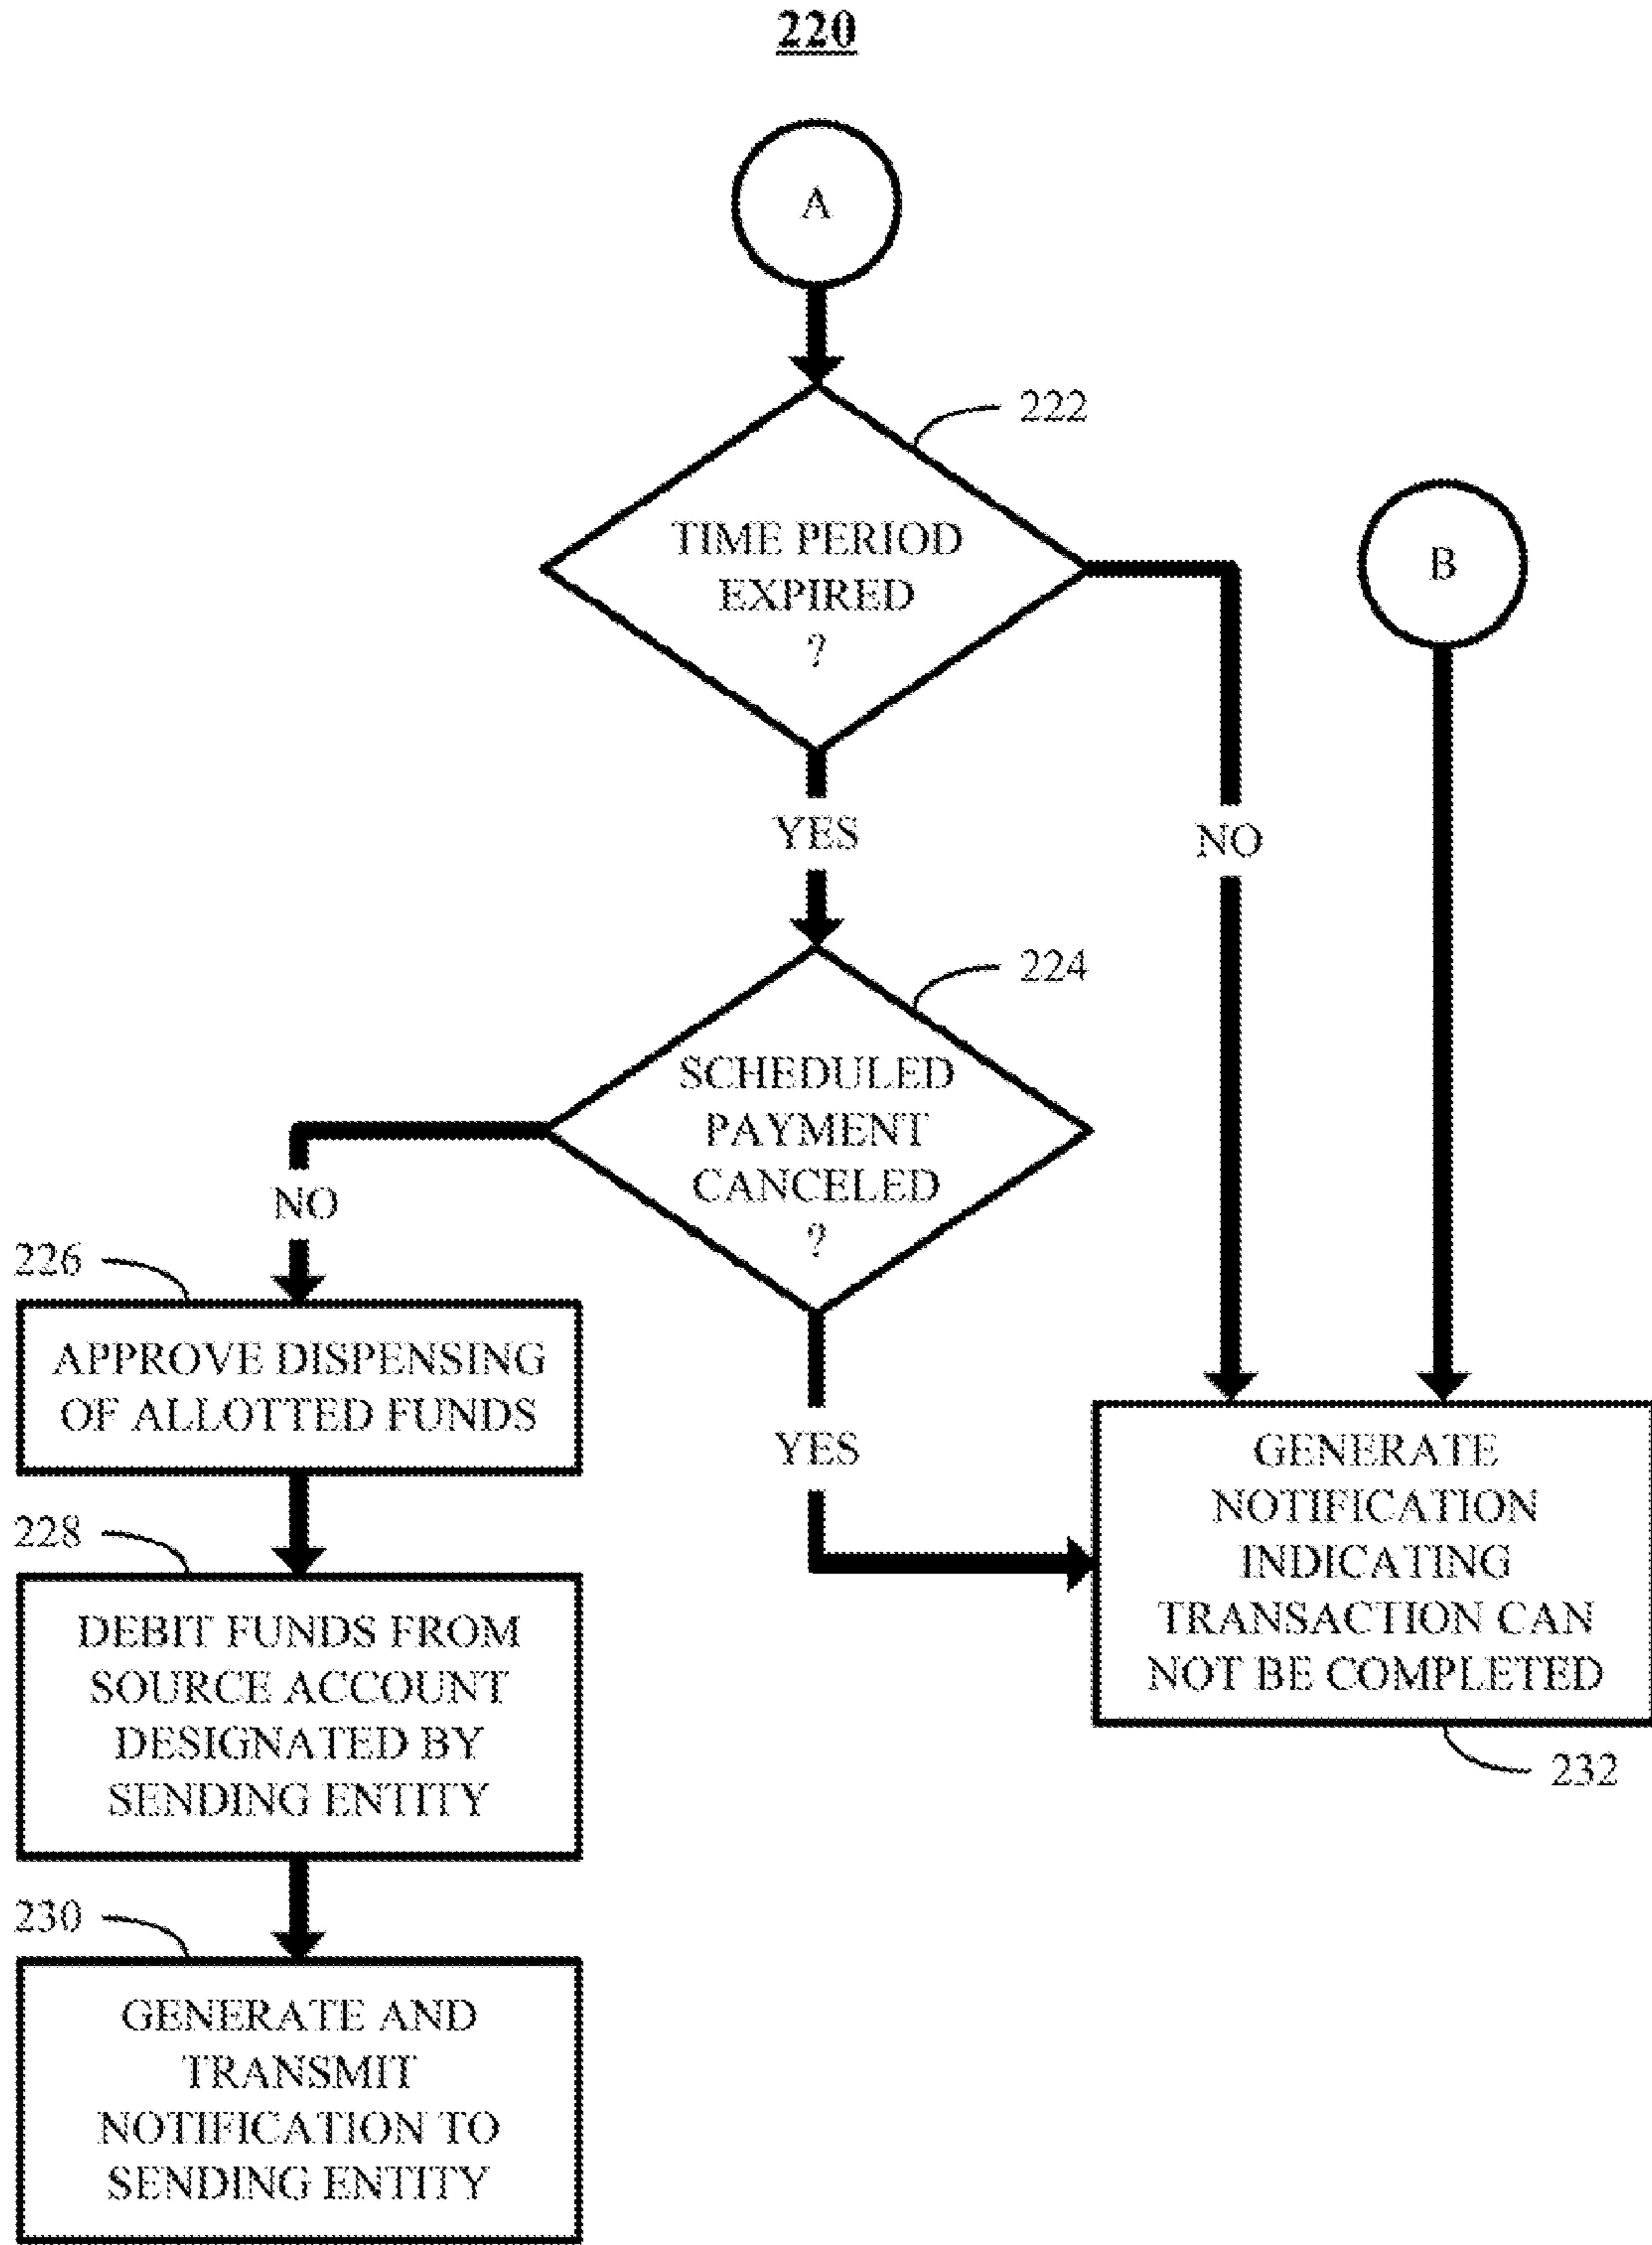 220
A
222
TIME PERIOD
EXPIRED
?
B
YES
NO
224
SCHEDULED
PAYMENT
CANCELED
?
NO
226
APPROVE DISPENSING
OF ALLOTTED FUNDS
YES
GENERATE
NOTIFICATION
INDICATING
TRANSACTION CAN
NOT BE COMPLETED
232
228
DEBIT FUNDS FROM
SOURCE ACCOUNT
DESIGNATED BY
SENDING ENTITY
230
GENERATE AND
TRANSMIT
NOTIFICATION TO
SENDING ENTITY